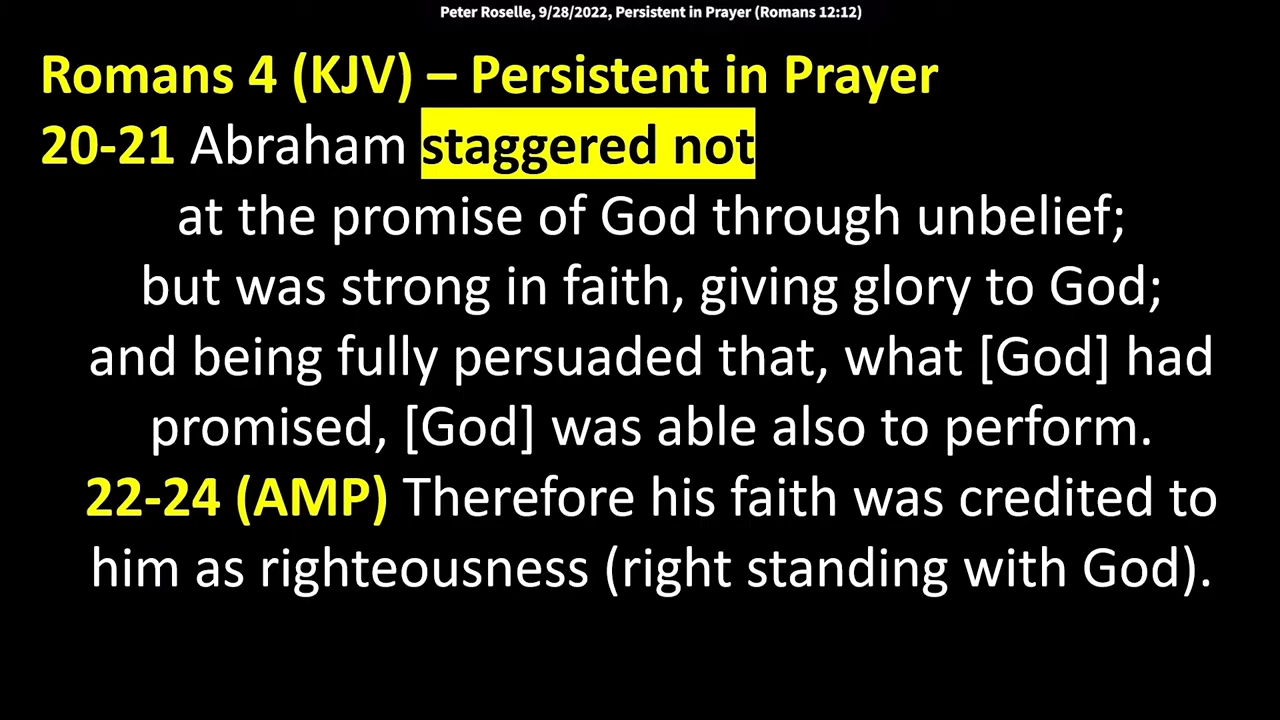 Peter Roselle, 9/28/2022, Persistent in Prayer (Romans 12:12)
Romans 4 (KJV) – Persistent in Prayer
20-21 Abraham staggered not
at the promise of God through unbelief;
but was strong in faith, giving glory to God;
and being fully persuaded that, what [God] had
promised, [God] was able also to perform.
22-24 (AMP) Therefore his faith was credited to
him as righteousness (right standing with God).